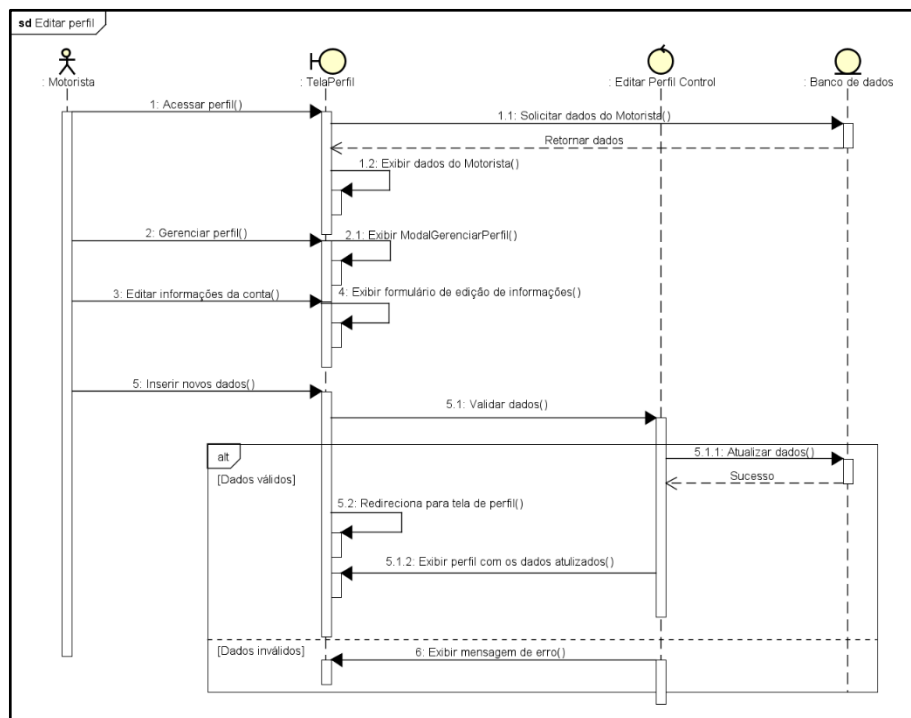 sd Editar perfil
: Motorista
: TelaPerfil
: Editar Perfil Control
: Banco de dados
1: Acessar perfil()
1.1: Solicitar dados do Motorista()
Retornar dados
1.2: Exibir dados do Motorista()
2: Gerenciar perfil()
2.1: Exibir ModalGerenciarPerfil()
3: Editar informações da conta()
4: Exibir formulário de edição de informações()
5: Inserir novos dados()
5.1: Validar dados()
alt
5.1.1: Atualizar dados()
[Dados válidos]
Sucesso
5.2: Redireciona para tela de perfil()
5.1.2: Exibir perfil com os dados atulizados()
[Dados inválidos]
6: Exibir mensagem de erro()